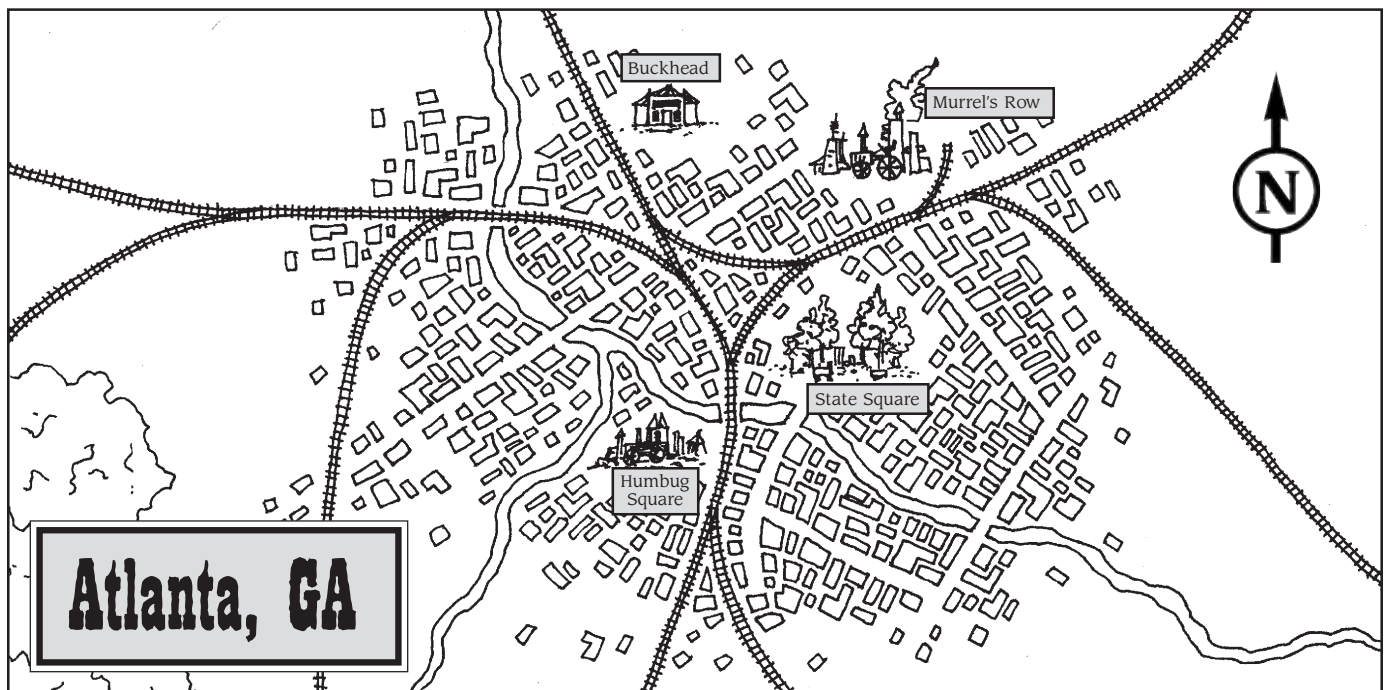 Buckhead
Murrel's Row
N
State Square
Humbug
Square
Atlanta, GA